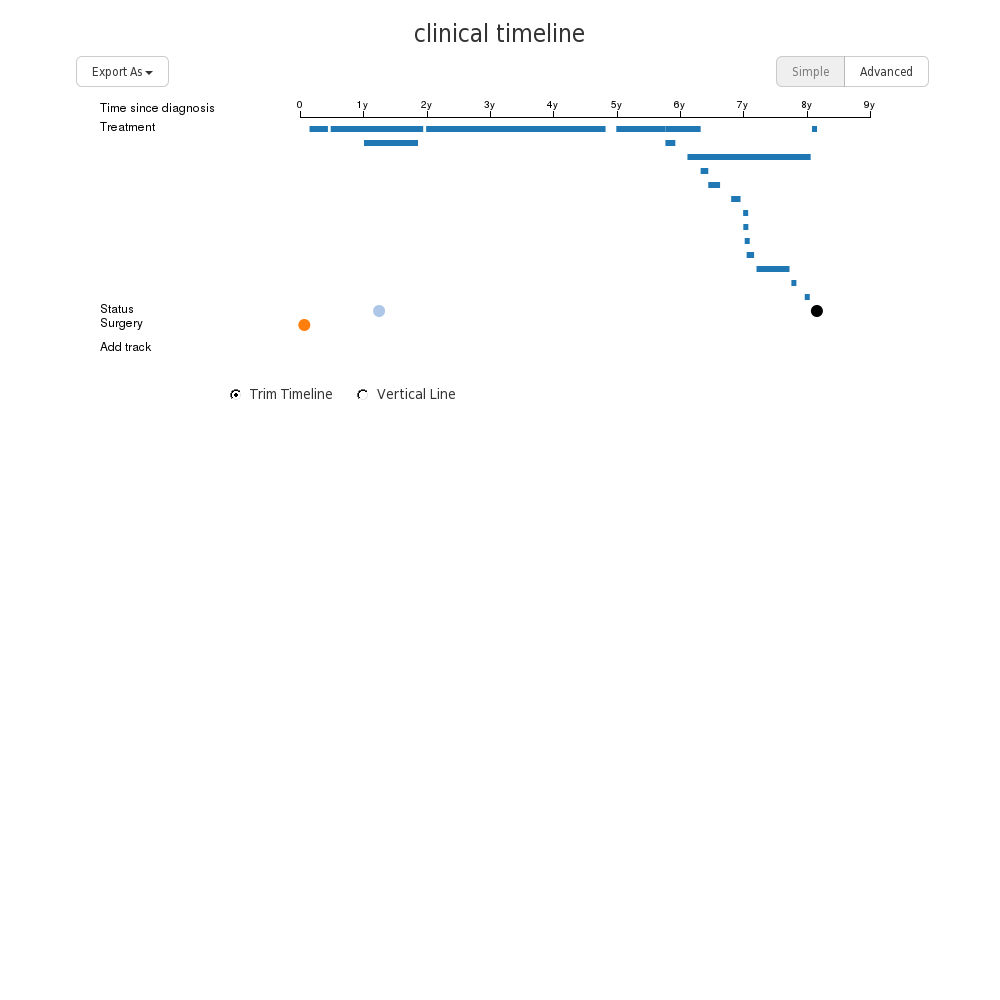 clinical timeline
Export As
Simple Advanced
Time since diagnosis
0 1y 2y 3y 4y 5y 6y 7y 8y 9y
Treatment
Status
Surgery
Add track
Trim Timeline Vertical Line